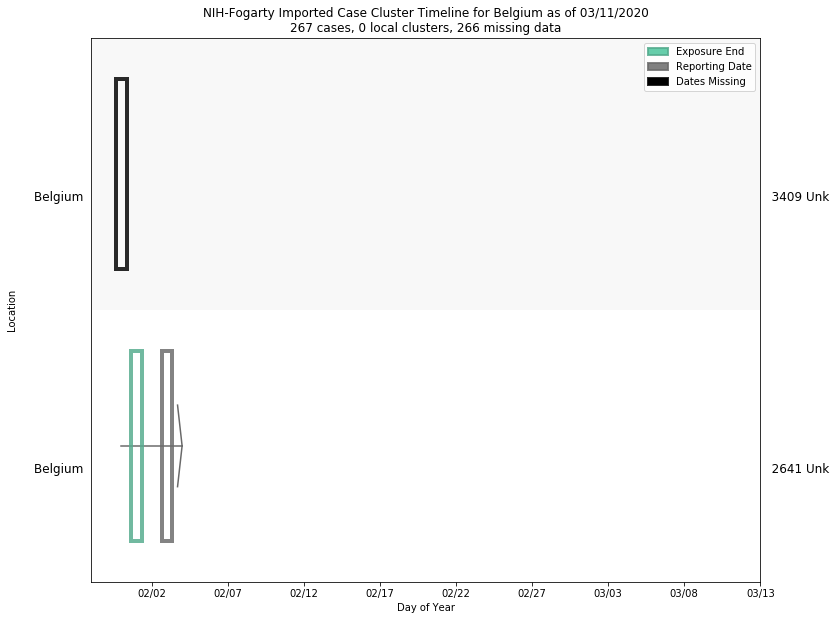 NIH-Fogarty Imported Case Cluster Timeline for Belgium as of 03/11/2020
267 cases, 0 local clusters, 266 missing data
Exposure End
Reporting Date
Dates Missing
Belgium
3409 Unk
Location
Belgium
2641 Unk
02/02
02/07
02/12
02/17
02/22
02/27
03/03
03/08
03/13
Day of Year